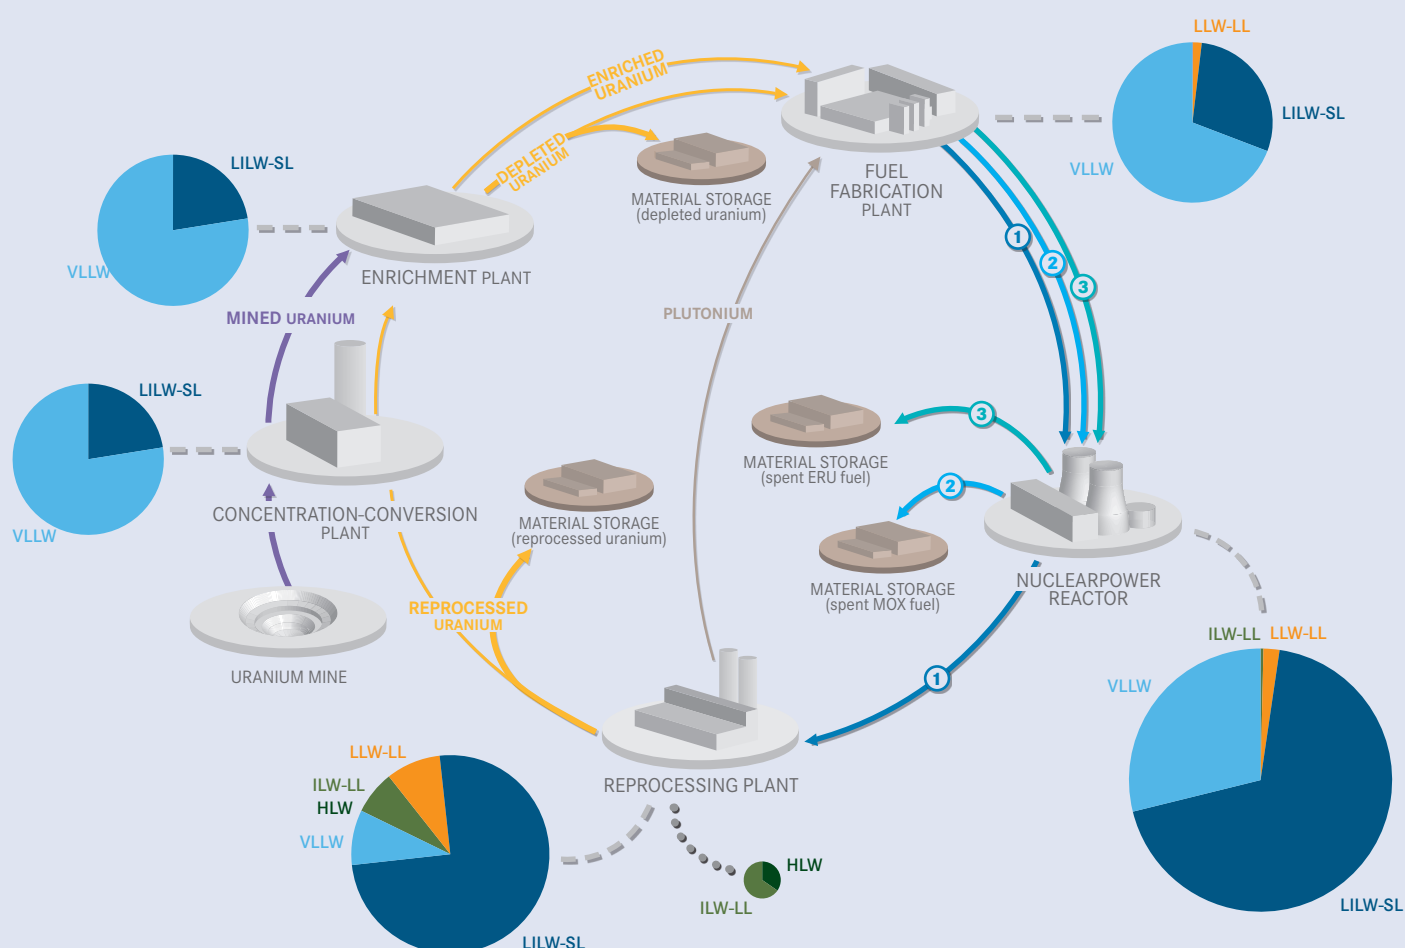 LLW-LL
LILW-SL
VLLW
ENRICHED
URANIUM
DEPLETED
URANIUM
MATERIAL STORAGE
(depleted uranium)
FUEL
FABRICATION
PLANT
LILW-SL
VLLW
ENRICHMENT PLANT
1
2
3
MINED URANIUM
PLUTONIUM
LILW-SL
VLLW
CONCENTRATION-CONVERSION
PLANT
MATERIAL STORAGE
(reprocessed uranium)
3
MATERIAL STORAGE
(spent ERU fuel)
2
MATERIAL STORAGE
(spent MOX fuel)
NUCLEARPOWER
REACTOR
REPROCESSED
URANIUM
URANIUM MINE
1
ILW-LL
LLW-LL
VLLW
LILW-SL
REPROCESSING PLANT
LLW-LL
ILW-LL
HLW
VLLW
LILW-SL
HLW
ILW-LL